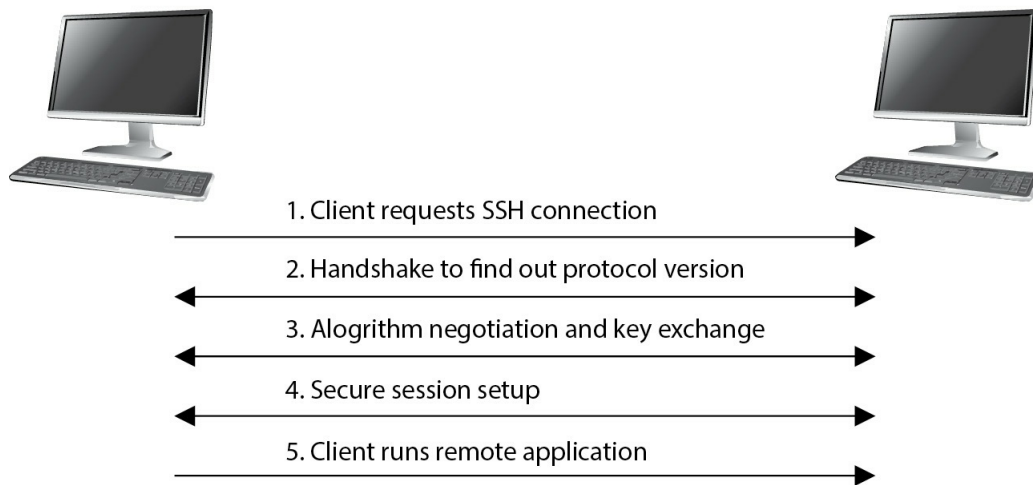 1. Client requests SSH connection
2. Handshake to find out protocol version
3. Alogrithm negotiation and key exchange
4. Secure session setup
5. Client runs remote application